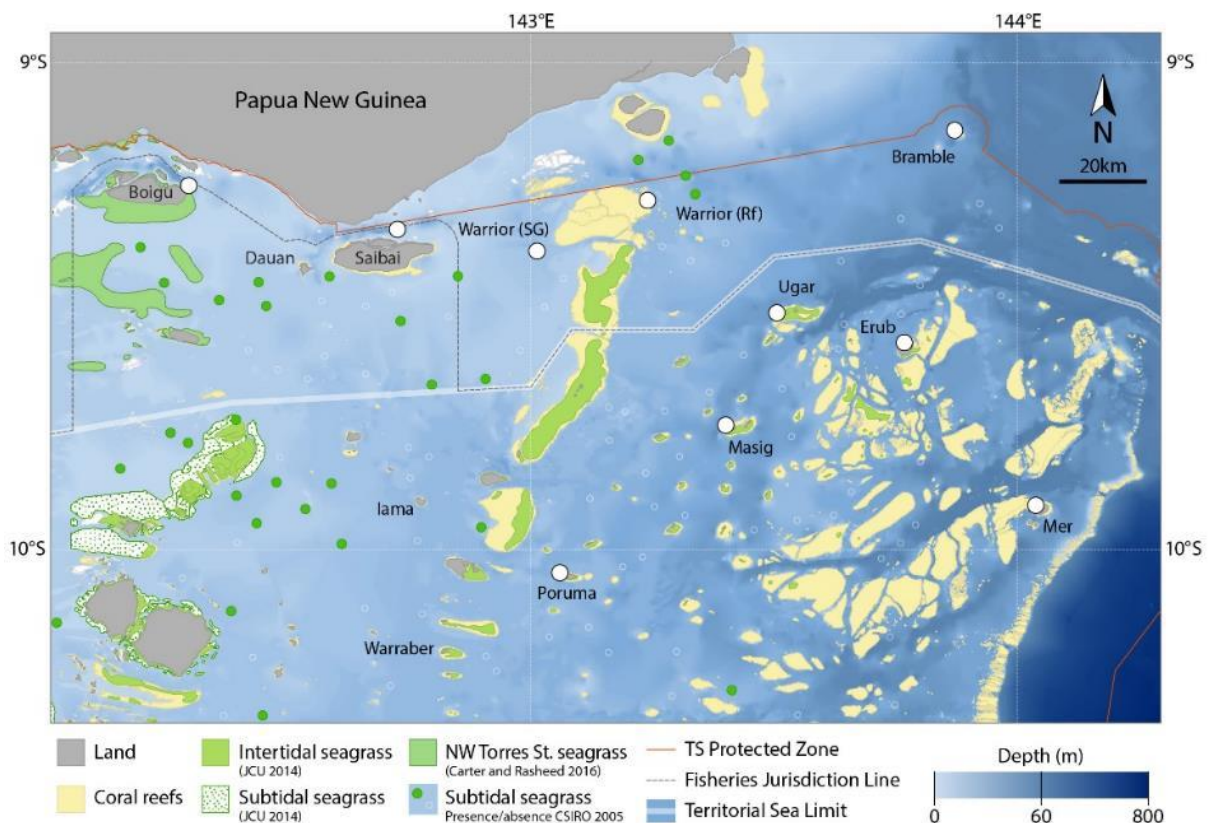 143°E
144°E
9°S
9°S
Papua New Guinea
N
20km
Bramble
Boigu
Warrior (Rf)
Warrior (SG)
Dauan
Saibai
Ugar
Erub
Masig
Iama
Mer
10°S
10°S
Poruma
Warraber
Land
Intertidal seagrass
(JCU 2014)
NW Torres St. seagrass
(Carter and Rasheed 2016)
TS Protected Zone
Depth (m)
Coral reefs
Subtidal seagrass
(JCU 2014)
Subtidal seagrass
Presence/absence CSIRO 2005
Fisheries Jurisdiction Line
Territorial Sea Limit
0
60
800